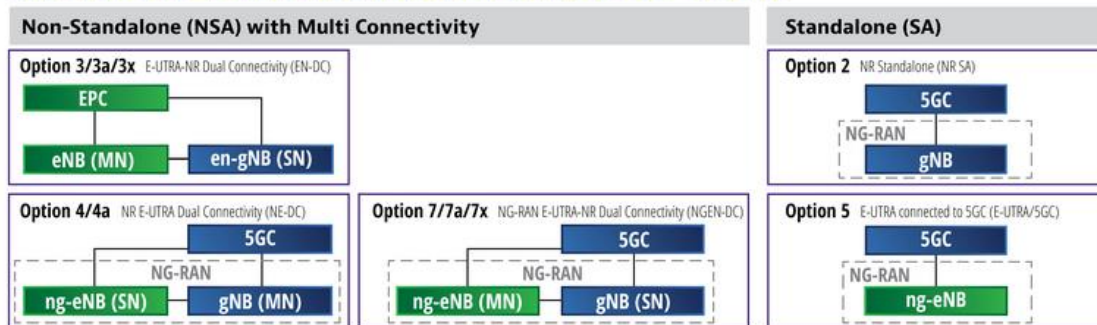 Non-Standalone (NSA) with Multi Connectivity
Standalone (SA)
Option 3/3a/3x E-UTRA-NR Dual Connectivity (EN-DC)
EPC
eNB (MN)
en-gNB (SN)
Option 2 NR Standalone (NR SA)
5GC
NG-RAN
gNB
Option 4/4a NR E-UTRA Dual Connectivity (NE-DC)
5GC
NG-RAN
ng-eNB (SN)
gNB (MN)
Option 7/7a/7x NG-RAN E-UTRA-NR Dual Connectivity (NGEN-DC)
5GC
NG-RAN
ng-eNB (MN)
gNB (SN)
Option 5 E-UTRA connected to 5GC (E-UTRA/5GC)
5GC
NG-RAN
ng-eNB